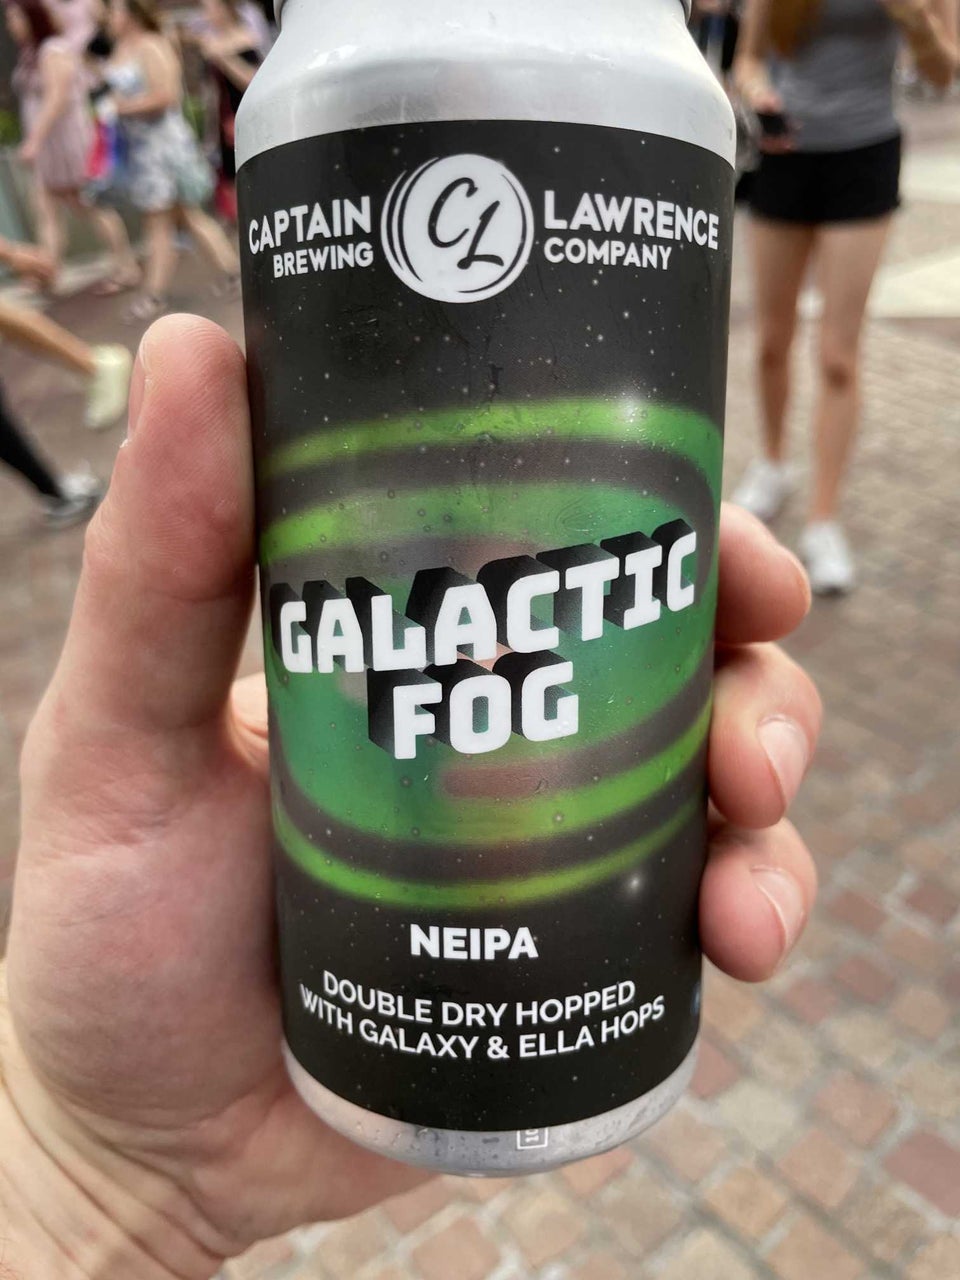 CAPTAIN
BREWING
CL
LAWRENCE
COMPANY
GALACTIC
FOG
NEIPA
DOUBLE DRY HOPPED
WITH GALAXY & ELLA HOPS